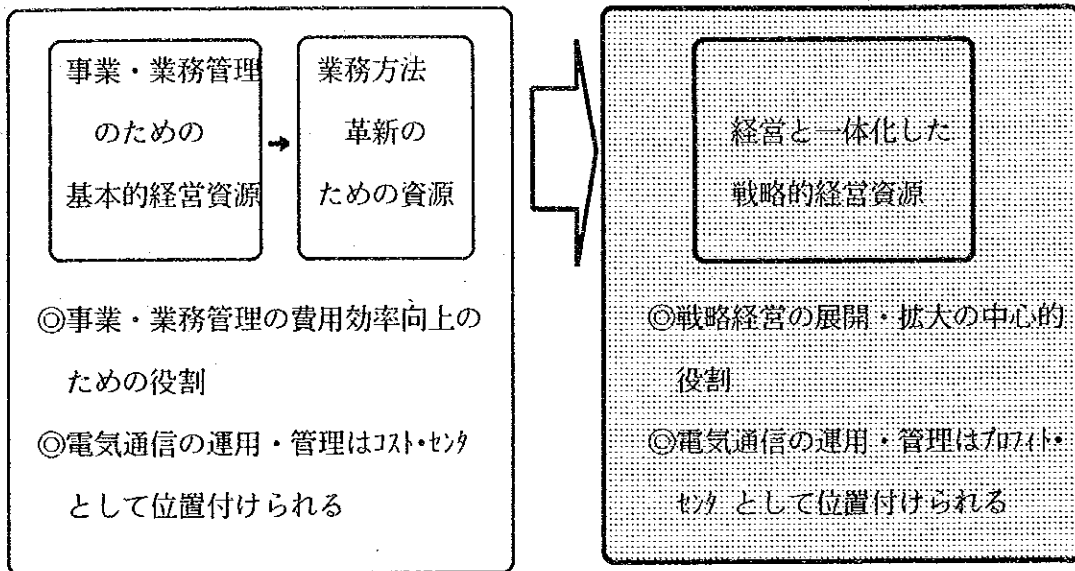 事業・業務管理
のための
基本的経営資源
→
業務方法
革新の
ための資源
◎事業・業務管理の費用効率向上の
ための役割
◎電気通信の運用・管理はｺｽﾄ・ｾﾝﾀ
として位置付けられる
経営と一体化した
戦略的経営資源
◎戦略経営の展開・拡大の中心的
役割
◎電気通信の運用・管理はﾌﾟﾛﾌｨﾄ・
ｾﾝﾀ として位置付けられる